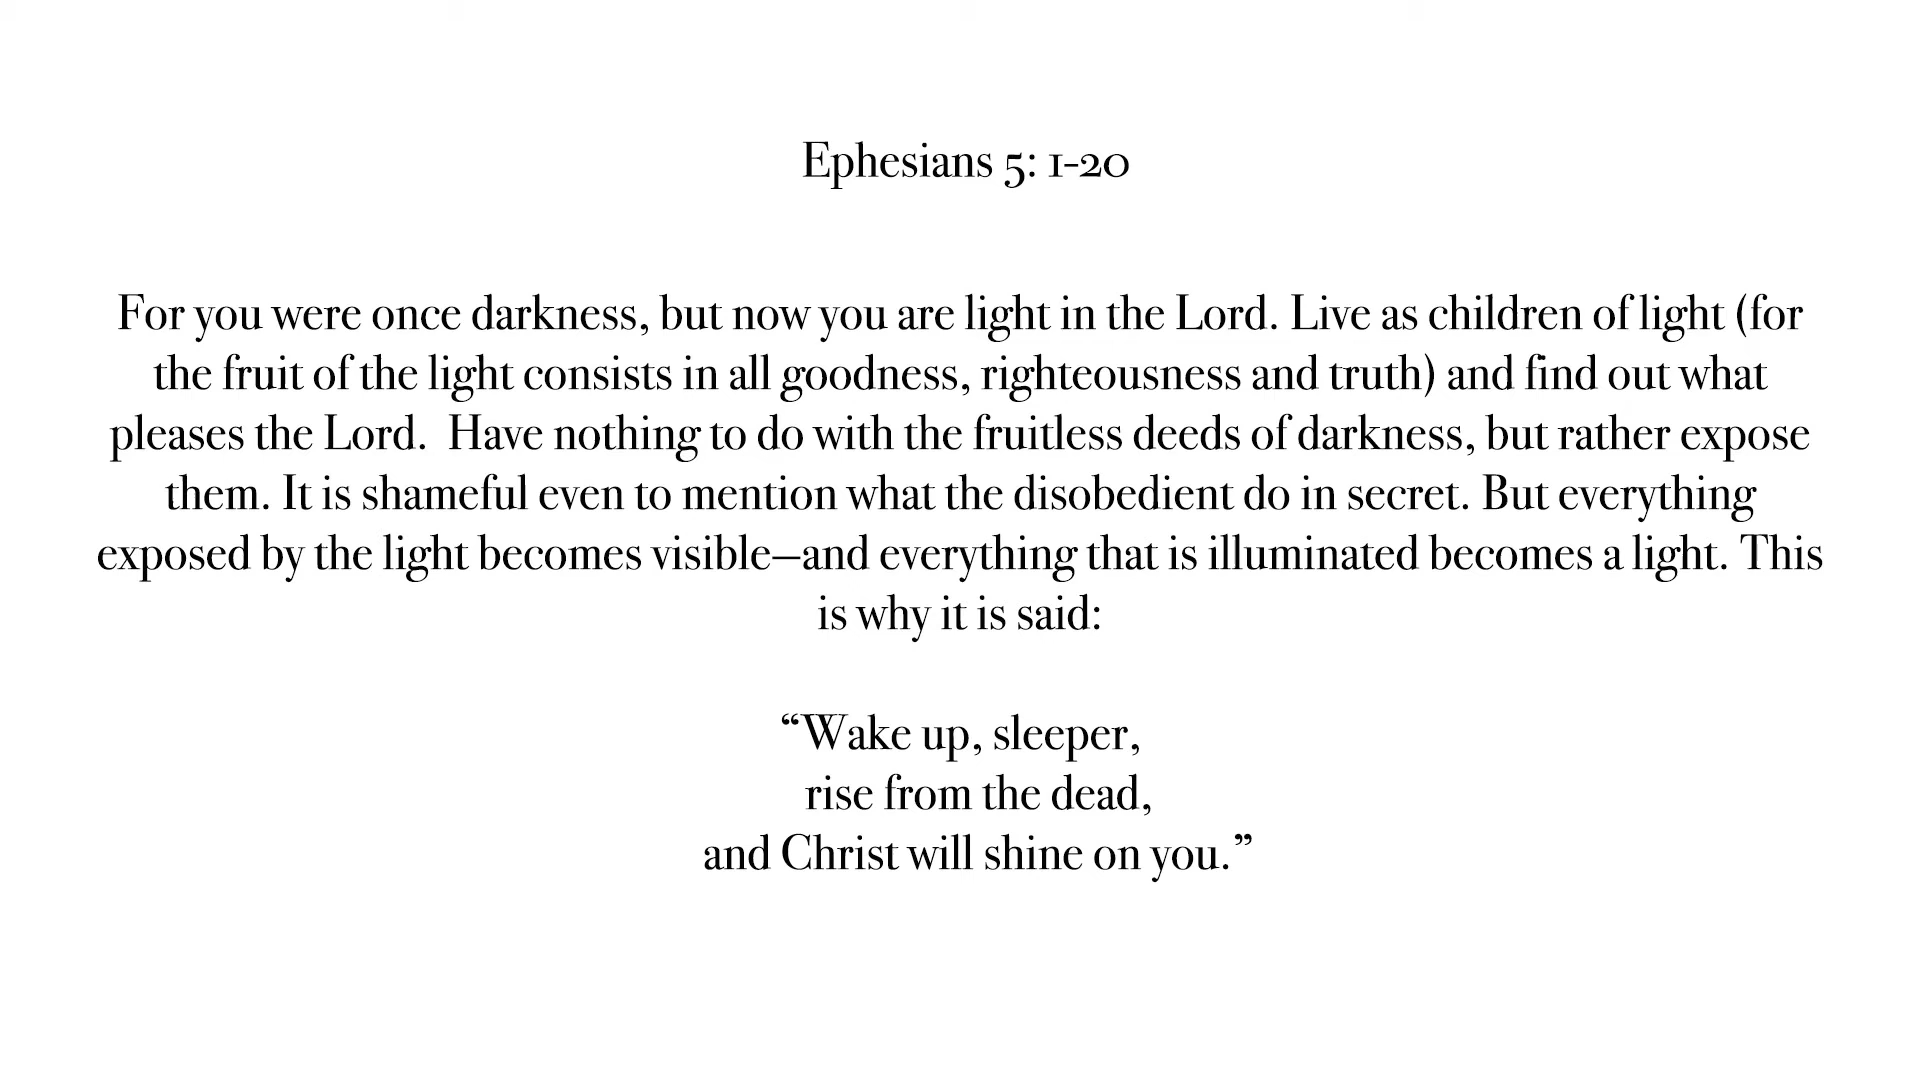 Ephesians 5: 1-20
For you were once darkness, but now you are light in the Lord. Live as children of light (for
the fruit of the light consists in all goodness, righteousness and truth) and find out what
pleases the Lord.  Have nothing to do with the fruitless deeds of darkness, but rather expose
them. It is shameful even to mention what the disobedient do in secret. But everything
exposed by the light becomes visible—and everything that is illuminated becomes a light. This
is why it is said:
“Wake up, sleeper,
rise from the dead,
and Christ will shine on you.”